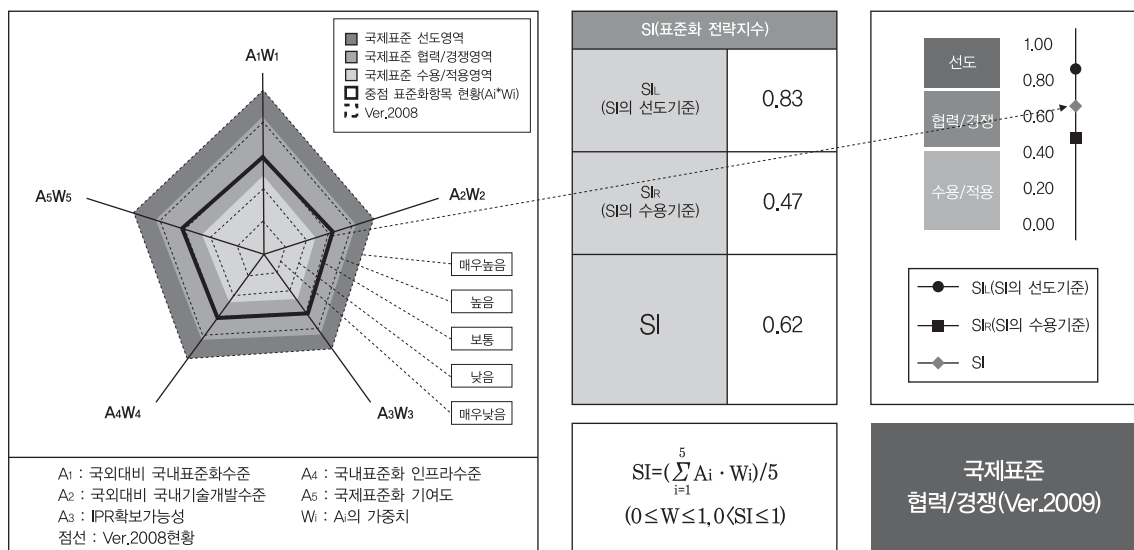 국제표준 선도영역
국제표준 협력/경쟁영역
국제표준 수용/적용영역
중점 표준화항목 현황(Ai*Wi)
Ver.2008
A1W1
A2W2
A3W3
A4W4
A5W5
매우높음
높음
보통
낮음
매우낮음
A1 : 국외대비 국내표준화수준
A2 : 국외대비 국내기술개발수준
A3 : IPR확보가능성
점선 : Ver.2008현황
A4 : 국내표준화 인프라수준
A5 : 국제표준화 기여도
Wi : Ai의 가중치
SI(표준화 전략지수)
SIL
(SI의 선도기준)
0.83
SIR
(SI의 수용기준)
0.47
SI
0.62
SI=(∑ Ai · Wi)/5
5
i=1
(0≤W≤1, 0<SI≤1)
선도
협력/경쟁
수용/적용
1.00
0.80
0.60
0.40
0.20
0.00
SIL(SI의 선도기준)
SIR(SI의 수용기준)
SI
국제표준
협력/경쟁(Ver.2009)